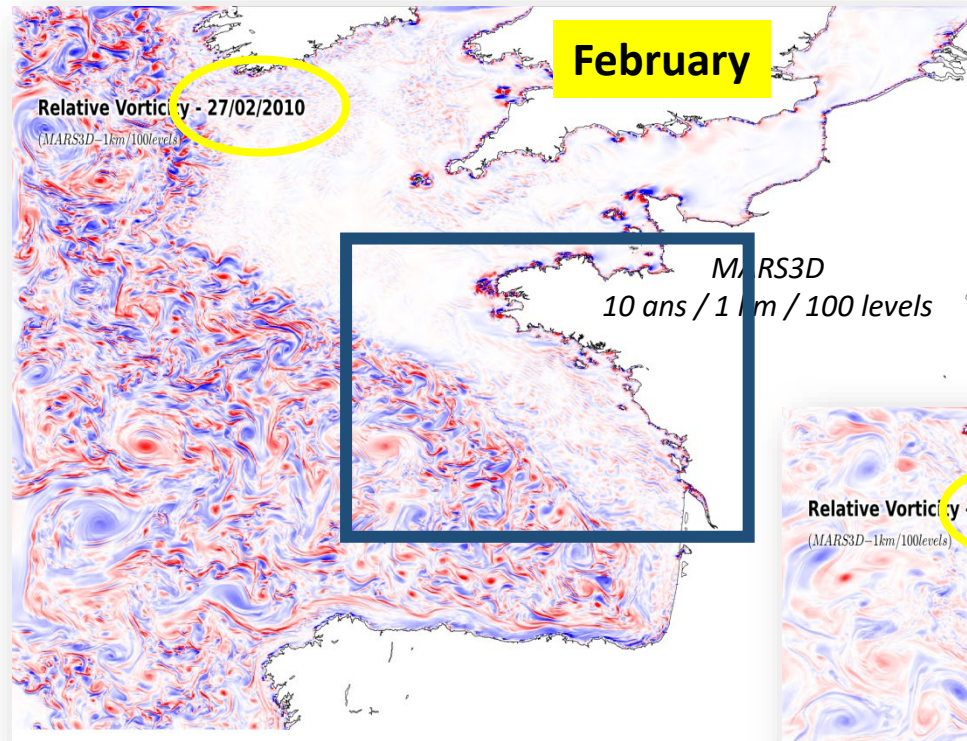 February
Relative Vorticity - 27/02/2010
(MARS3D-1km/100levels)
MARS3D
10 ans / 1 km / 100 levels
Relative Vorticity -
(MARS3D-1km/100levels)